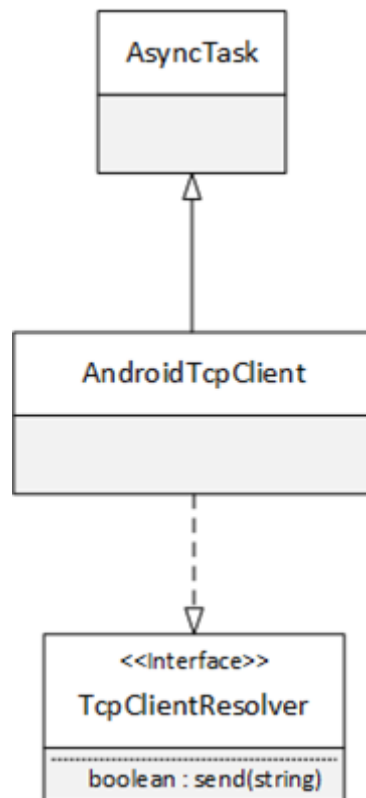 AsyncTask
AndroidTcpClient
<<Interface>>
TcpClientResolver
boolean : send(string)